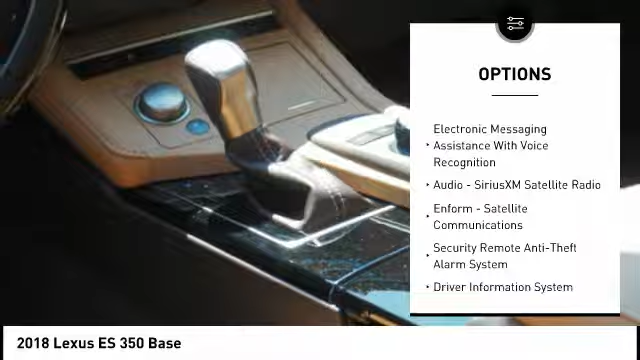 OPTIONS
Electronic Messaging
Assistance With Voice
Recognition
Audio - SiriusXM Satellite Radio
Enform - Satellite
Communications
Security Remote Anti-Theft
Alarm System
Driver Information System
2018 Lexus ES 350 Base